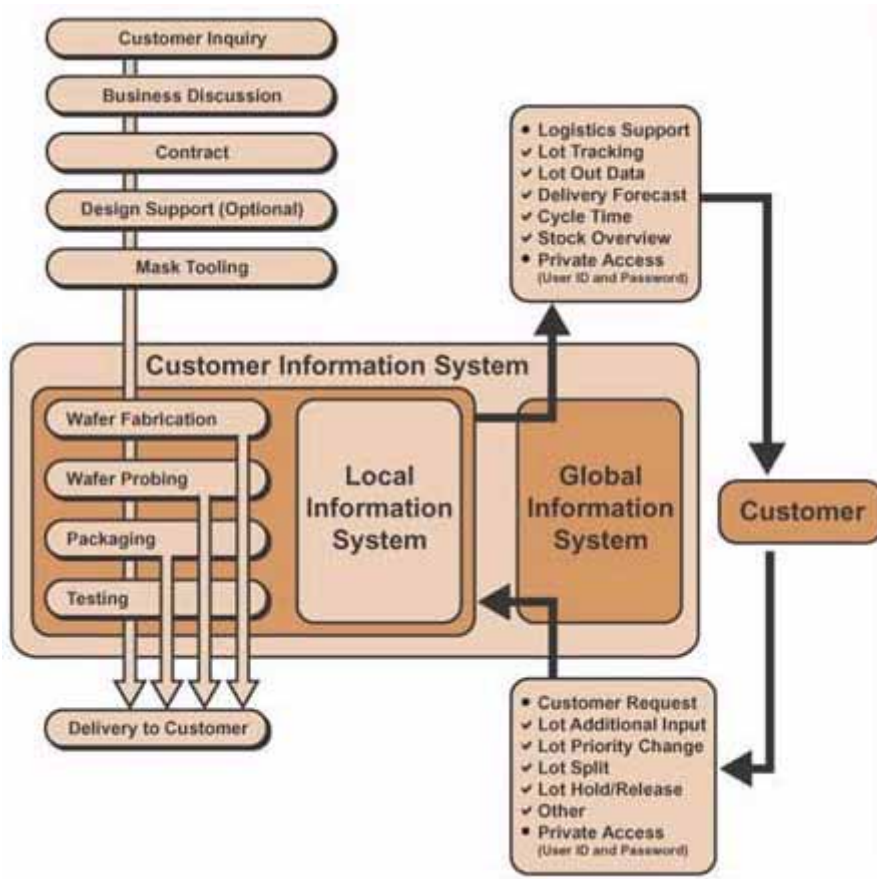 Customer Inquiry
Business Discussion
Contract
Design Support (Optional)
Mask Tooling
• Logistics Support
✓ Lot Tracking
✓ Lot Out Data
✓ Delivery Forecast
✓ Cycle Time
✓ Stock Overview
• Private Access
(User ID and Password)
Customer Information System
Wafer Fabrication
Wafer Probing
Packaging
Testing
Local
Information
System
Global
Information
System
Customer
Delivery to Customer
• Customer Request
✓ Lot Additional Input
✓ Lot Priority Change
✓ Lot Split
✓ Lot Hold/Release
✓ Other
• Private Access
(User ID and Password)